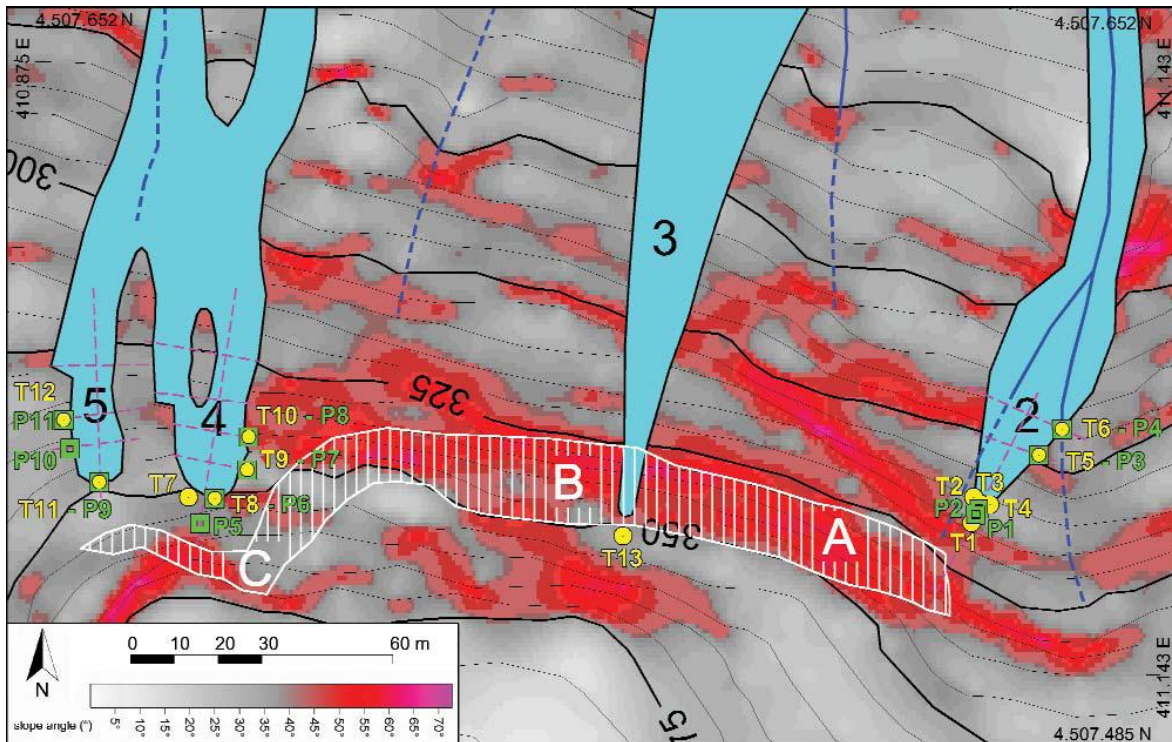 4.507.652 N
4.507.652 N
410.875 E
411.143 E
300
3
325
T12
P11
5
4
T10 - P8
2
T6 - P4
P10
T9 - P7
T5 - P3
B
T11 - P9
T7
T8 - P6
T2
T3
P2
T4
P5
P1
T1
A
350
C
T13
0 10 20 30 60 m
N
slope angle (°)
5° 10° 15° 20° 25° 30° 35° 40° 45° 50° 55° 60° 65° 70°
375
411.143 E
4.507.485 N